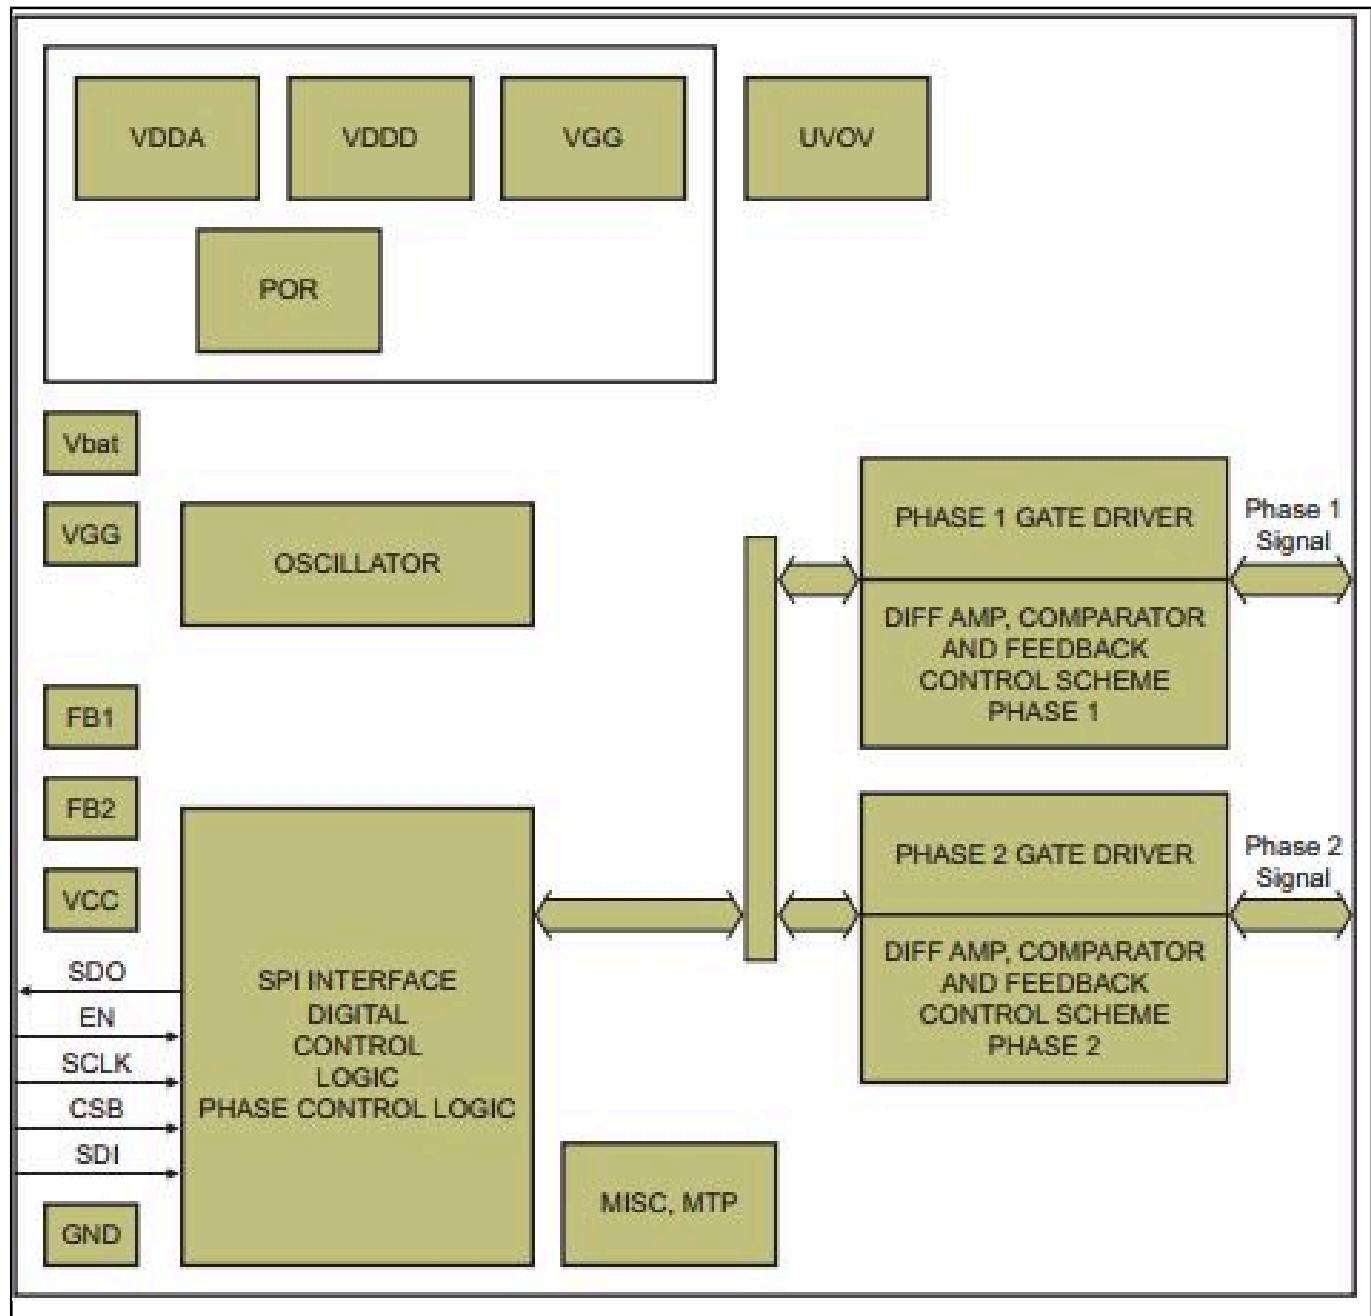 VDDA
VDDD
VGG
UVOV
POR
Vbat
VGG
OSCILLATOR
PHASE 1 GATE DRIVER
Phase 1
Signal
DIFF AMP, COMPARATOR
AND FEEDBACK
CONTROL SCHEME
PHASE 1
FB1
FB2
VCC
PHASE 2 GATE DRIVER
Phase 2
Signal
DIFF AMP, COMPARATOR
AND FEEDBACK
CONTROL SCHEME
PHASE 2
SDO
EN
SCLK
CSB
SDI
SPI INTERFACE
DIGITAL
CONTROL
LOGIC
PHASE CONTROL LOGIC
MISC, MTP
GND